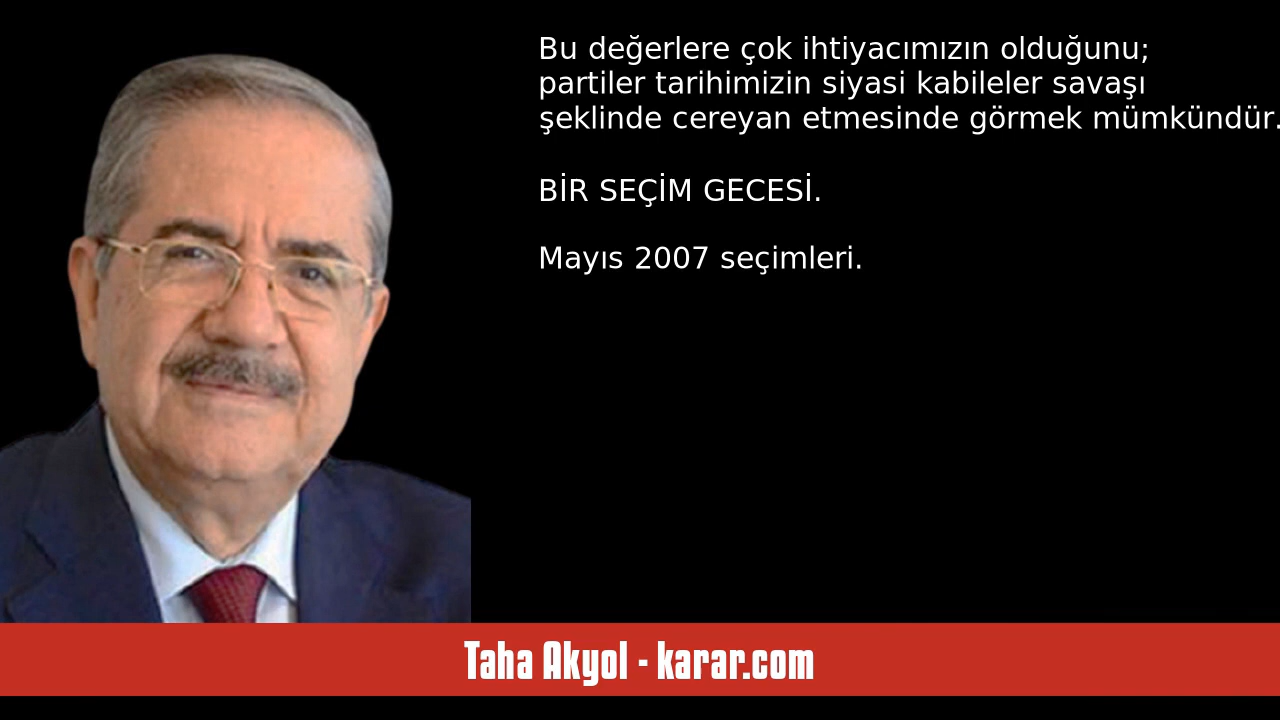 Bu değerlere çok ihtiyacımızın olduğunu;
partiler tarihimizin siyasi kabileler savaşı
şeklinde cereyan etmesinde görmek mümkündür.
BİR SEÇİM GECESİ.
Mayıs 2007 seçimleri.
Taha Akyol - karar.com